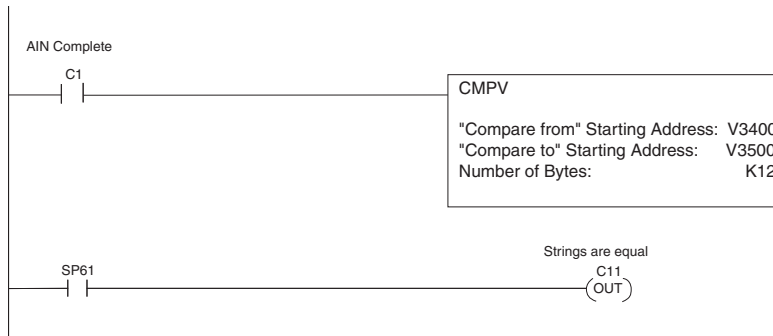 AIN Complete
C1
CMPV
"Compare from" Starting Address: V3400
"Compare to" Starting Address: V3500
Number of Bytes: K12
Strings are equal
SP61
C11
OUT